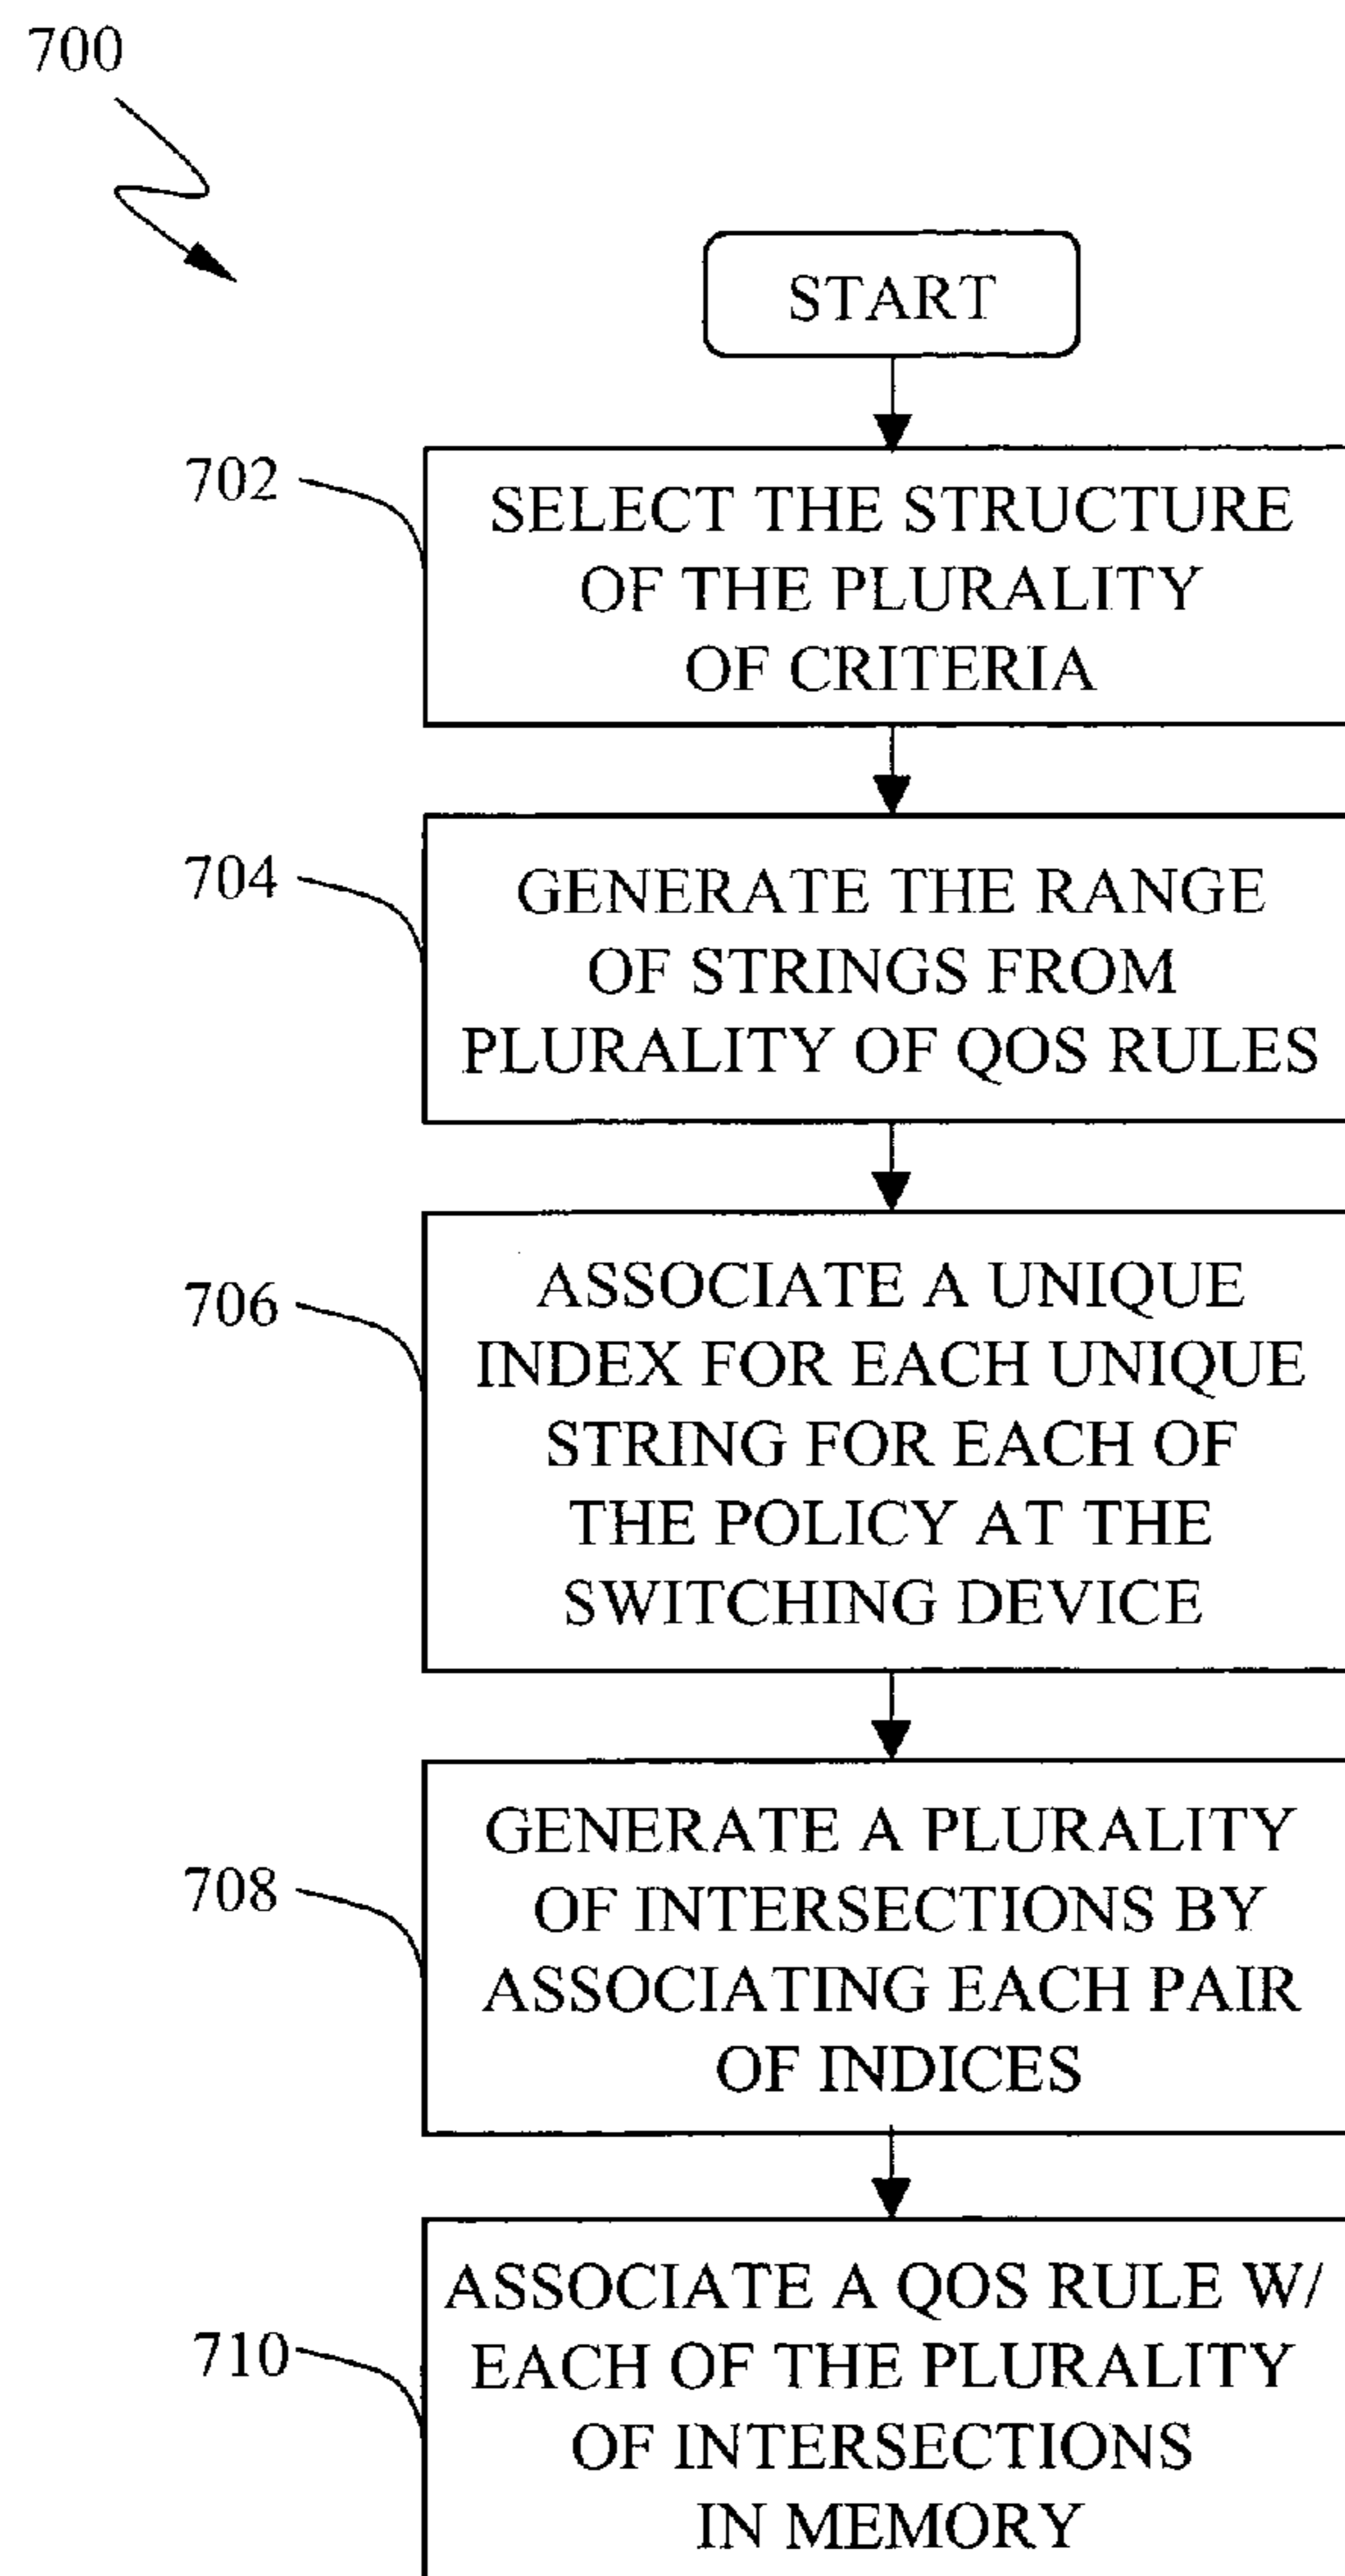 700
START
702
SELECT THE STRUCTURE
OF THE PLURALITY
OF CRITERIA
704
GENERATE THE RANGE
OF STRINGS FROM
PLURALITY OF QOS RULES
706
ASSOCIATE A UNIQUE
INDEX FOR EACH UNIQUE
STRING FOR EACH OF
THE POLICY AT THE
SWITCHING DEVICE
708
GENERATE A PLURALITY
OF INTERSECTIONS BY
ASSOCIATING EACH PAIR
OF INDICES
710
ASSOCIATE A QOS RULE W/
EACH OF THE PLURALITY
OF INTERSECTIONS
IN MEMORY